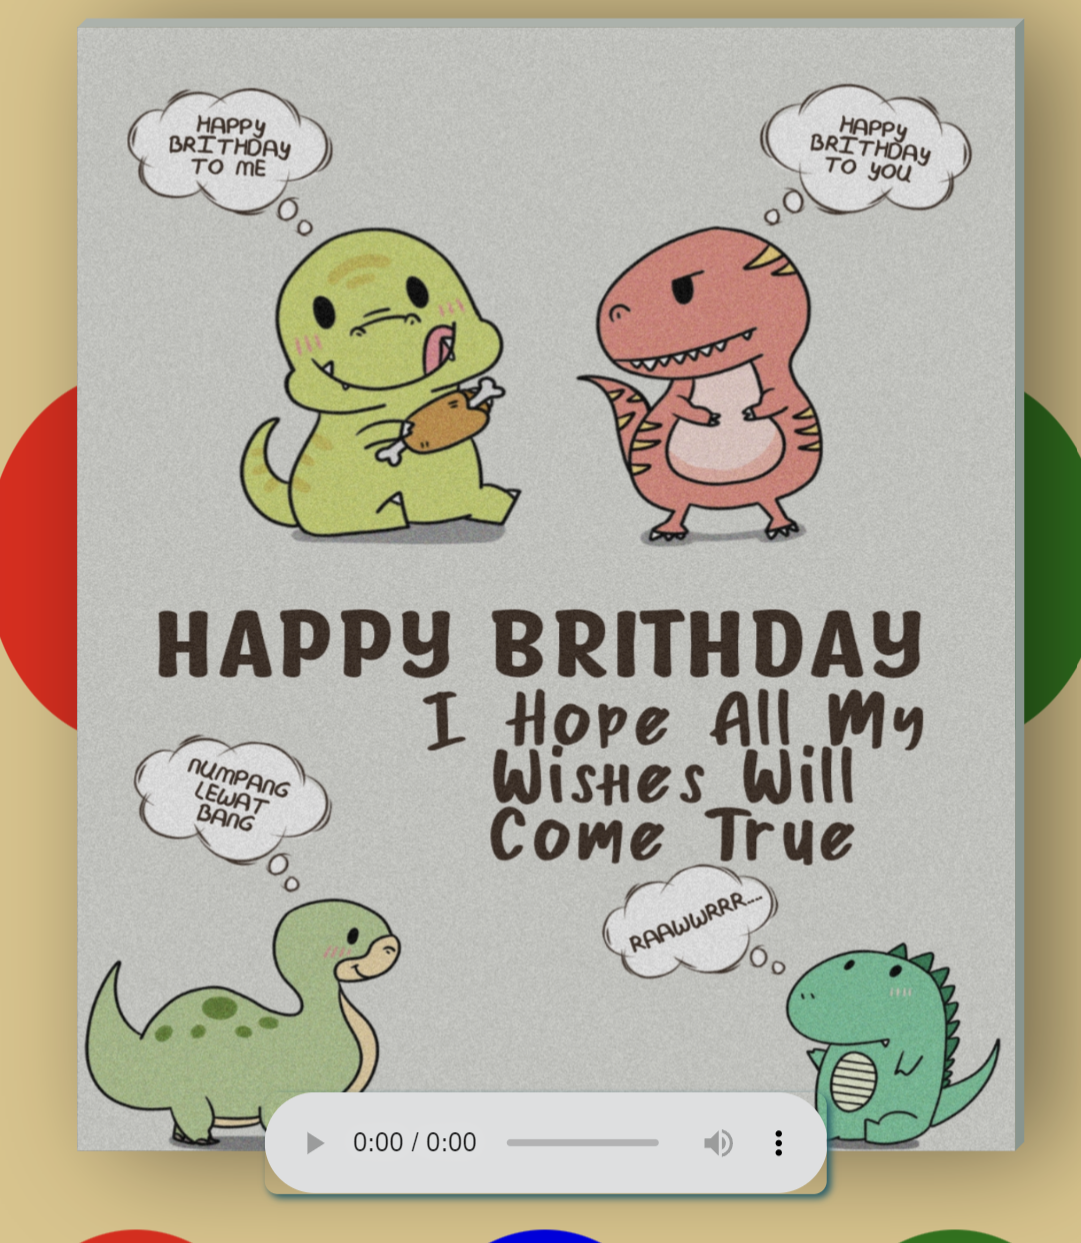 HAPPY
BRITHDAY
TO ME
HAPPY
BRITHDAY
TO YOU
HAPPY BRITHDAY
I Hope All My
Wishes Will
Come True
NUMPANG
LEWAT
BANG
RAAWWRRR....
0:00 / 0:00